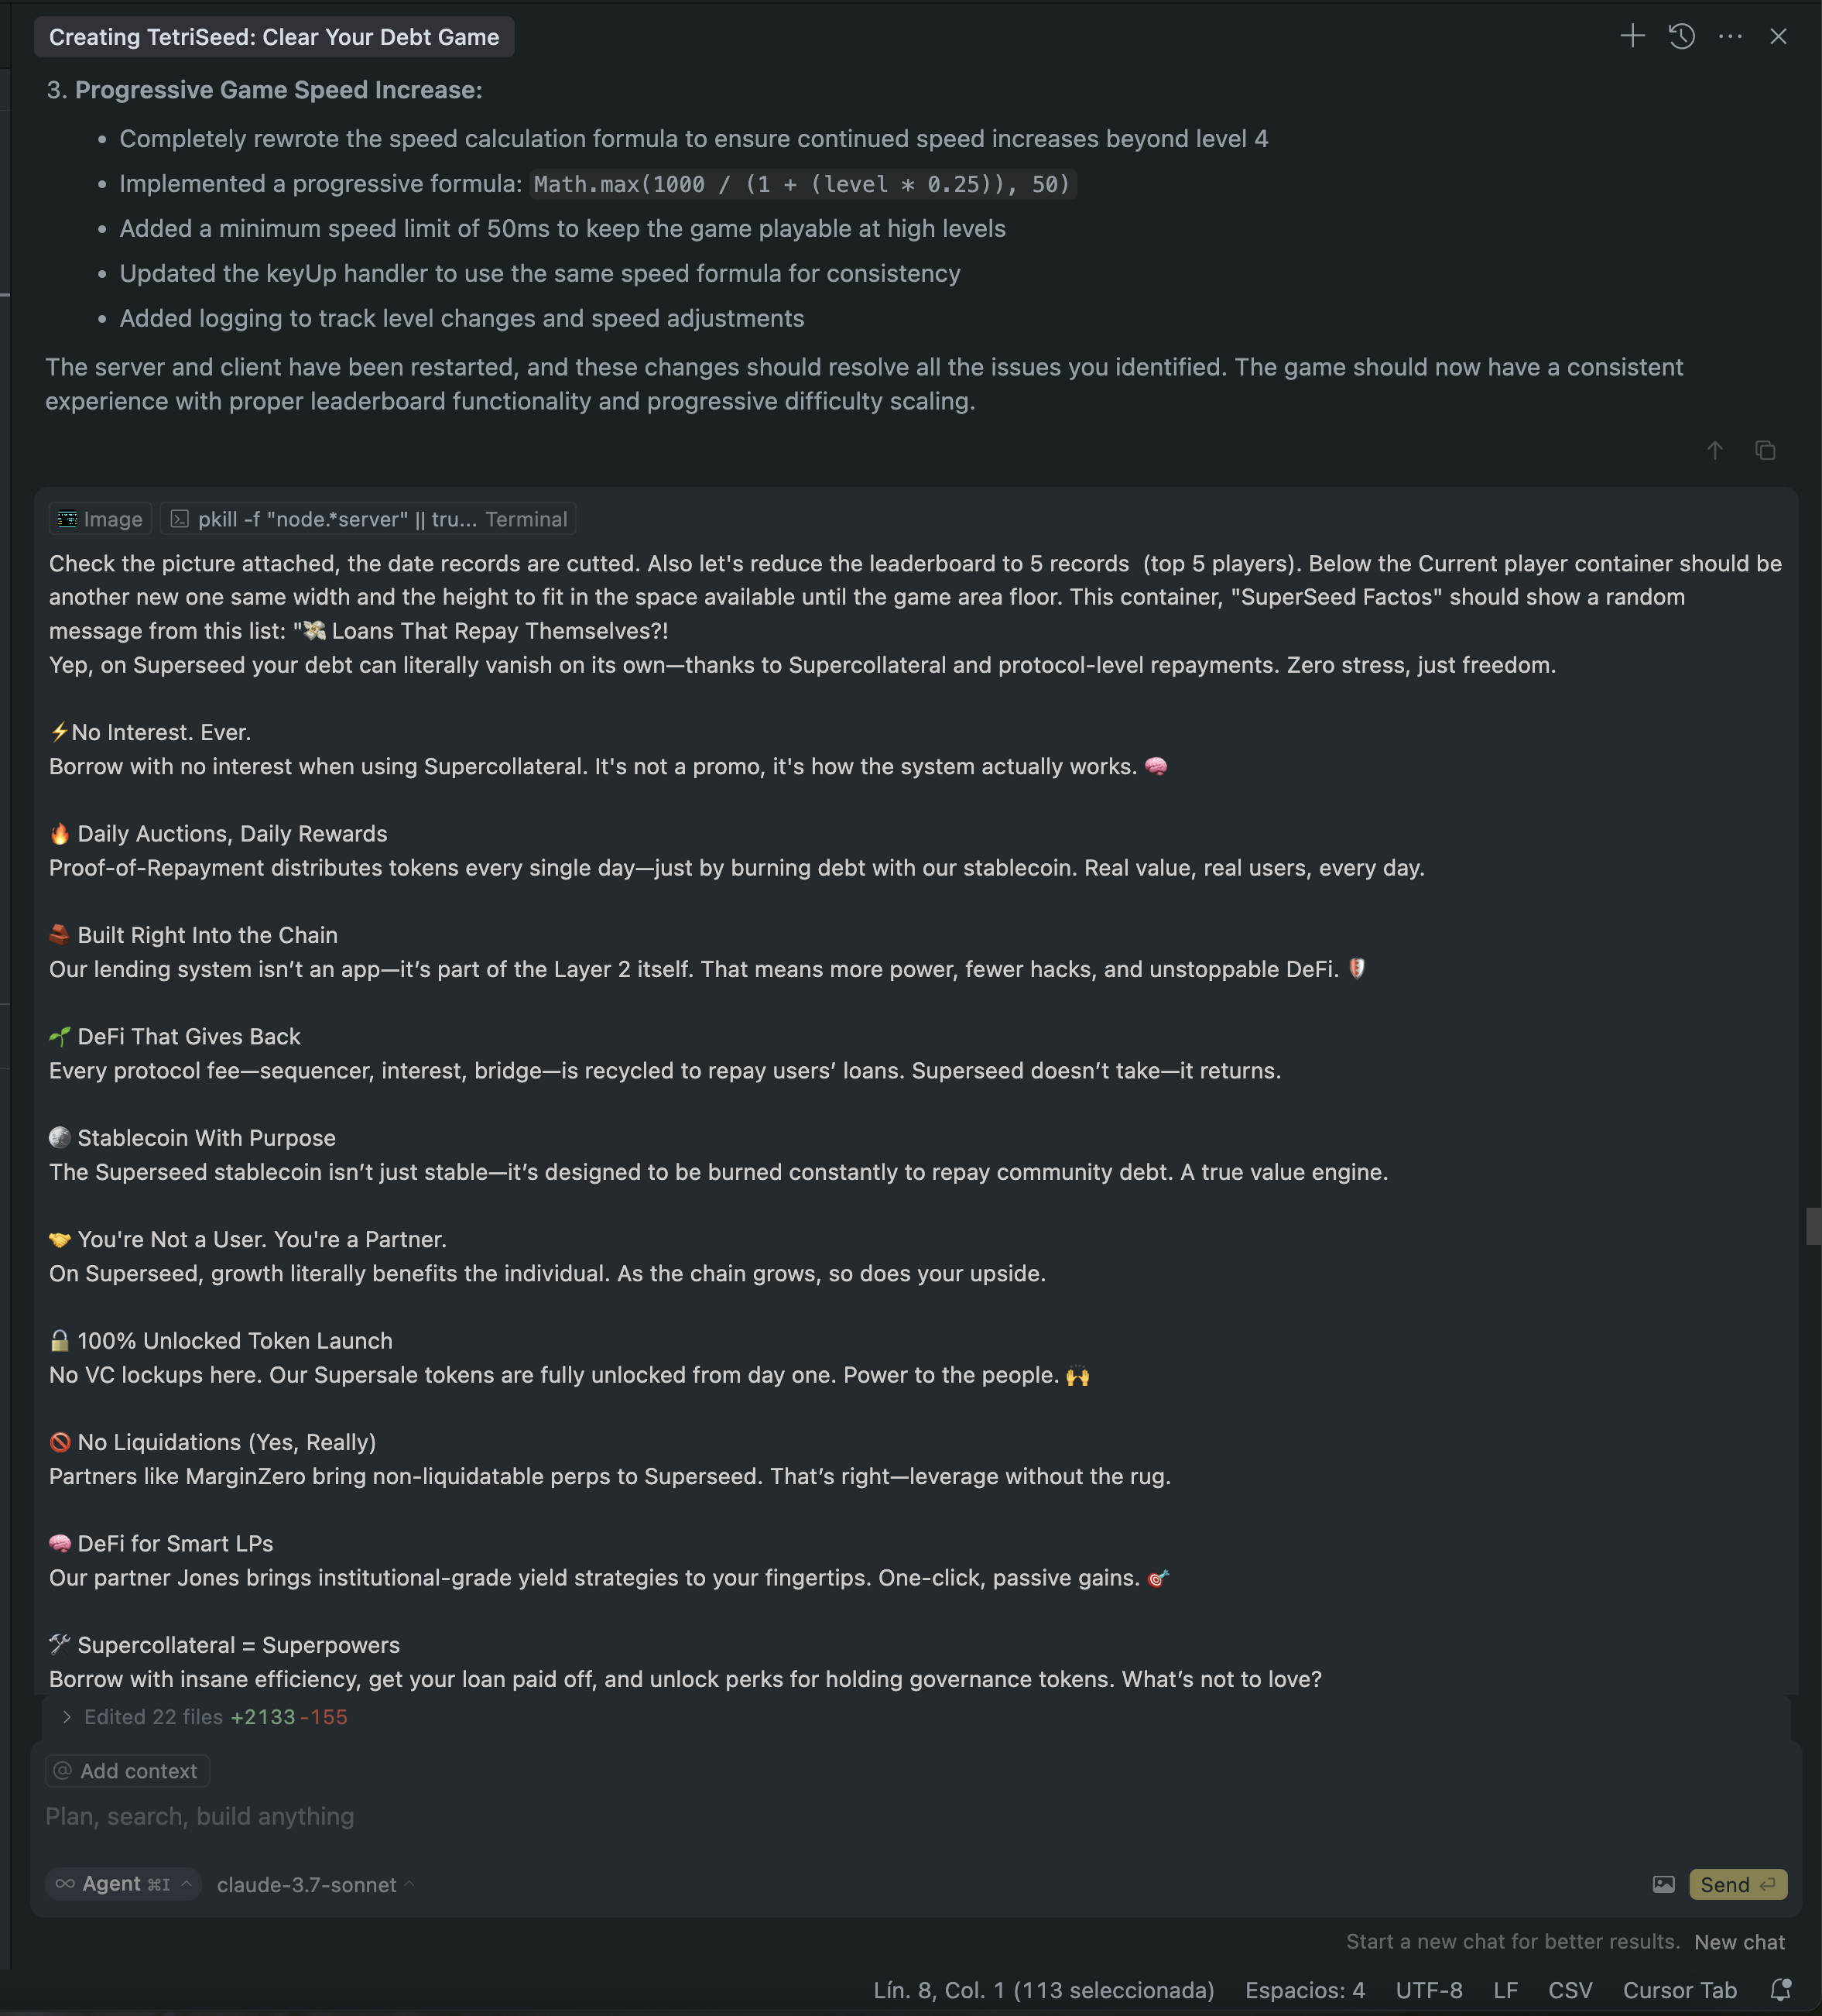 Creating TetriSeed: Clear Your Debt Game
3. Progressive Game Speed Increase:
• Completely rewrote the speed calculation formula to ensure continued speed increases beyond level 4
• Implemented a progressive formula: Math.max(1000 / (1 + (level * 0.25)), 50)
• Added a minimum speed limit of 50ms to keep the game playable at high levels
• Updated the keyUp handler to use the same speed formula for consistency
• Added logging to track level changes and speed adjustments
The server and client have been restarted, and these changes should resolve all the issues you identified. The game should now have a consistent
experience with proper leaderboard functionality and progressive difficulty scaling.
Image pkill -f "node.*server" || tru... Terminal
Check the picture attached, the date records are cutted. Also let's reduce the leaderboard to 5 records  (top 5 players). Below the Current player container should be
another new one same width and the height to fit in the space available until the game area floor. This container, "SuperSeed Factos" should show a random
message from this list: "💸 Loans That Repay Themselves?!
Yep, on Superseed your debt can literally vanish on its own—thanks to Supercollateral and protocol-level repayments. Zero stress, just freedom.
⚡No Interest. Ever.
Borrow with no interest when using Supercollateral. It's not a promo, it's how the system actually works. 🧠
🔥 Daily Auctions, Daily Rewards
Proof-of-Repayment distributes tokens every single day—just by burning debt with our stablecoin. Real value, real users, every day.
🧱 Built Right Into the Chain
Our lending system isn’t an app—it’s part of the Layer 2 itself. That means more power, fewer hacks, and unstoppable DeFi. 🛡️
🌱 DeFi That Gives Back
Every protocol fee—sequencer, interest, bridge—is recycled to repay users’ loans. Superseed doesn’t take—it returns.
🪙 Stablecoin With Purpose
The Superseed stablecoin isn’t just stable—it’s designed to be burned constantly to repay community debt. A true value engine.
🤝 You're Not a User. You're a Partner.
On Superseed, growth literally benefits the individual. As the chain grows, so does your upside.
🔓 100% Unlocked Token Launch
No VC lockups here. Our Supersale tokens are fully unlocked from day one. Power to the people. 🙌
🚫 No Liquidations (Yes, Really)
Partners like MarginZero bring non-liquidatable perps to Superseed. That’s right—leverage without the rug.
🧠 DeFi for Smart LPs
Our partner Jones brings institutional-grade yield strategies to your fingertips. One-click, passive gains. 🎯
🛠️ Supercollateral = Superpowers
Borrow with insane efficiency, get your loan paid off, and unlock perks for holding governance tokens. What’s not to love?
Edited 22 files +2133 -155
@ Add context
Plan, search, build anything
∞ Agent ⌘I claude-3.7-sonnet Send
Start a new chat for better results. New chat
Lín. 8, Col. 1 (113 seleccionada) Espacios: 4 UTF-8 LF CSV Cursor Tab